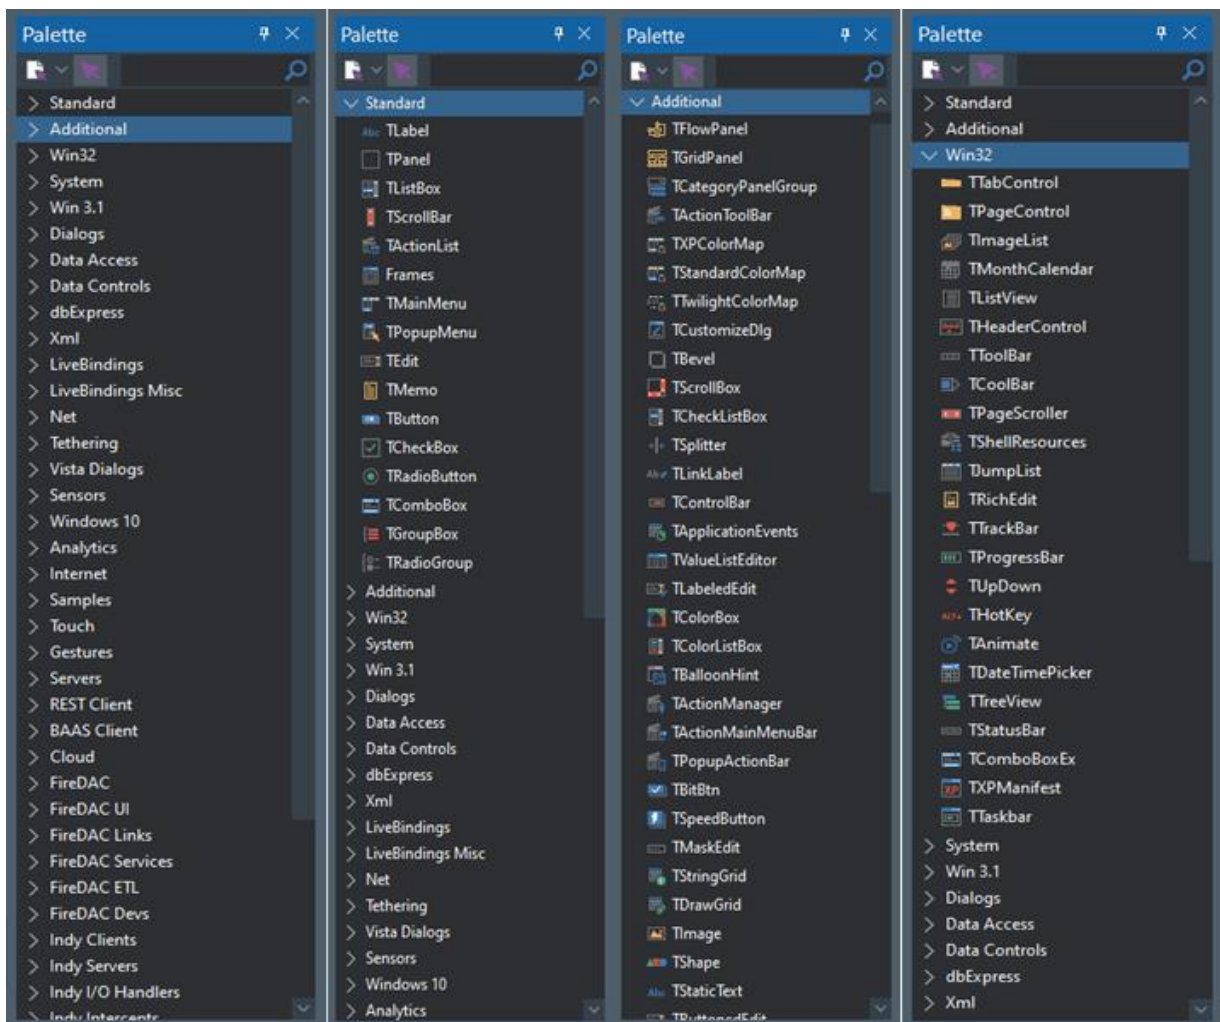 Palette
Standard
Additional
Win32
System
Win 3.1
Dialogs
Data Access
Data Controls
dbExpress
Xml
LiveBindings
LiveBindings Misc
Net
Tethering
Vista Dialogs
Sensors
Windows 10
Analytics
Internet
Samples
Touch
Gestures
Servers
REST Client
BAAS Client
Cloud
FireDAC
FireDAC UI
FireDAC Links
FireDAC Services
FireDAC ETL
FireDAC Devs
Indy Clients
Indy Servers
Indy I/O Handlers
Indy Intercepts
Palette
Standard
Abc TLabel
TPanel
TListBox
TScrollBar
TActionList
Frames
TMainMenu
TPopupMenu
TEdit
TMemo
TButton
TCheckBox
TRadioButton
TComboBox
TGroupBox
TRadioGroup
Additional
Win32
System
Win 3.1
Dialogs
Data Access
Data Controls
dbExpress
Xml
LiveBindings
LiveBindings Misc
Net
Tethering
Vista Dialogs
Sensors
Windows 10
Analytics
Palette
Additional
TFlowPanel
TGridPanel
TCategoryPanelGroup
TActionToolBar
TXPColorMap
TStandardColorMap
TTwilightColorMap
TCustomizeDlg
TBevel
TScrollBox
TCheckListBox
TSplitter
TLinkLabel
TControlBar
TApplicationEvents
TValueListEditor
TLabeledEdit
TColorBox
TColorListBox
TBalloonHint
TActionManager
TActionMainMenuBar
TPopupActionBar
TBitBtn
TSpeedButton
TMaskEdit
TStringGrid
TDrawGrid
TImage
TShape
Abc TStaticText
TButtonedEdit
Palette
Standard
Additional
Win32
TTabControl
TPageControl
TImageList
TMonthCalendar
TListView
THeaderControl
TToolBar
TCoolBar
TPageScroller
TShellResources
TJumpList
TRichEdit
TTrackBar
TProgressBar
TUpDown
THotKey
TAnimate
TDateTimePicker
TTreeView
TStatusBar
TComboBoxEx
XP TXPManifest
TTaskbar
System
Win 3.1
Dialogs
Data Access
Data Controls
dbExpress
Xml